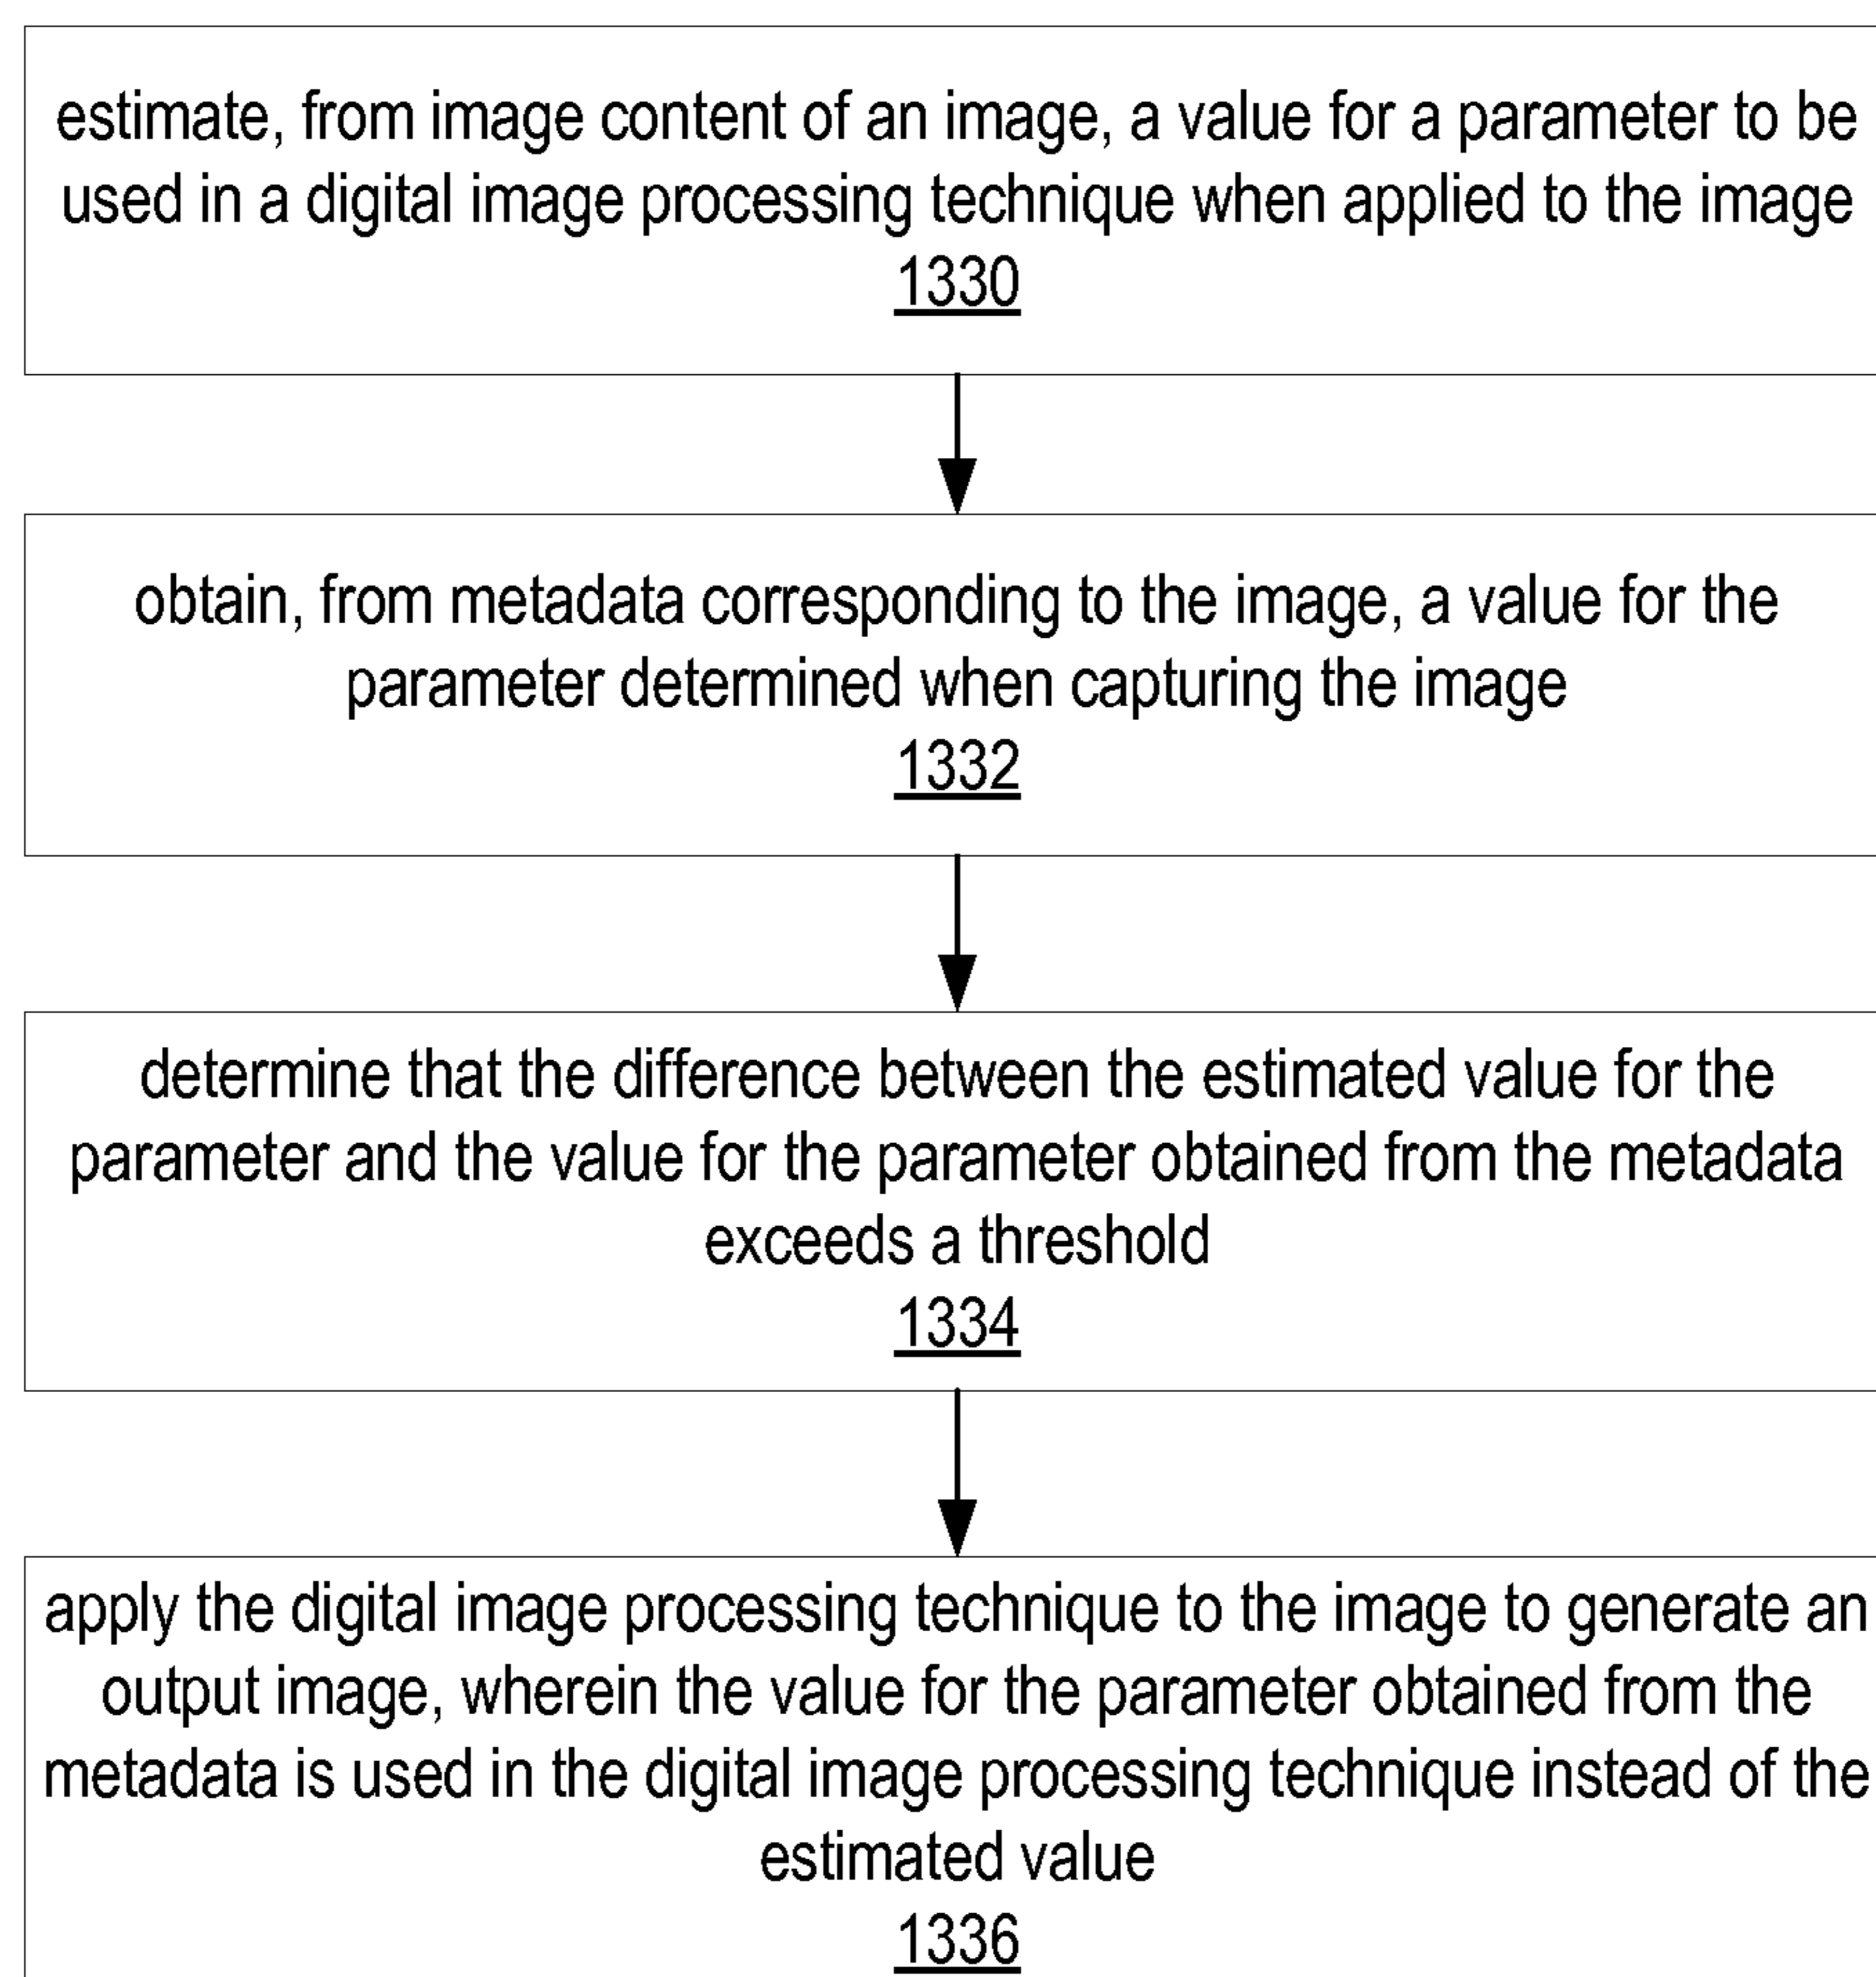 estimate, from image content of an image, a value for a parameter to be
used in a digital image processing technique when applied to the image
1330
obtain, from metadata corresponding to the image, a value for the
parameter determined when capturing the image
1332
determine that the difference between the estimated value for the
parameter and the value for the parameter obtained from the metadata
exceeds a threshold
1334
apply the digital image processing technique to the image to generate an
output image, wherein the value for the parameter obtained from the
metadata is used in the digital image processing technique instead of the
estimated value
1336